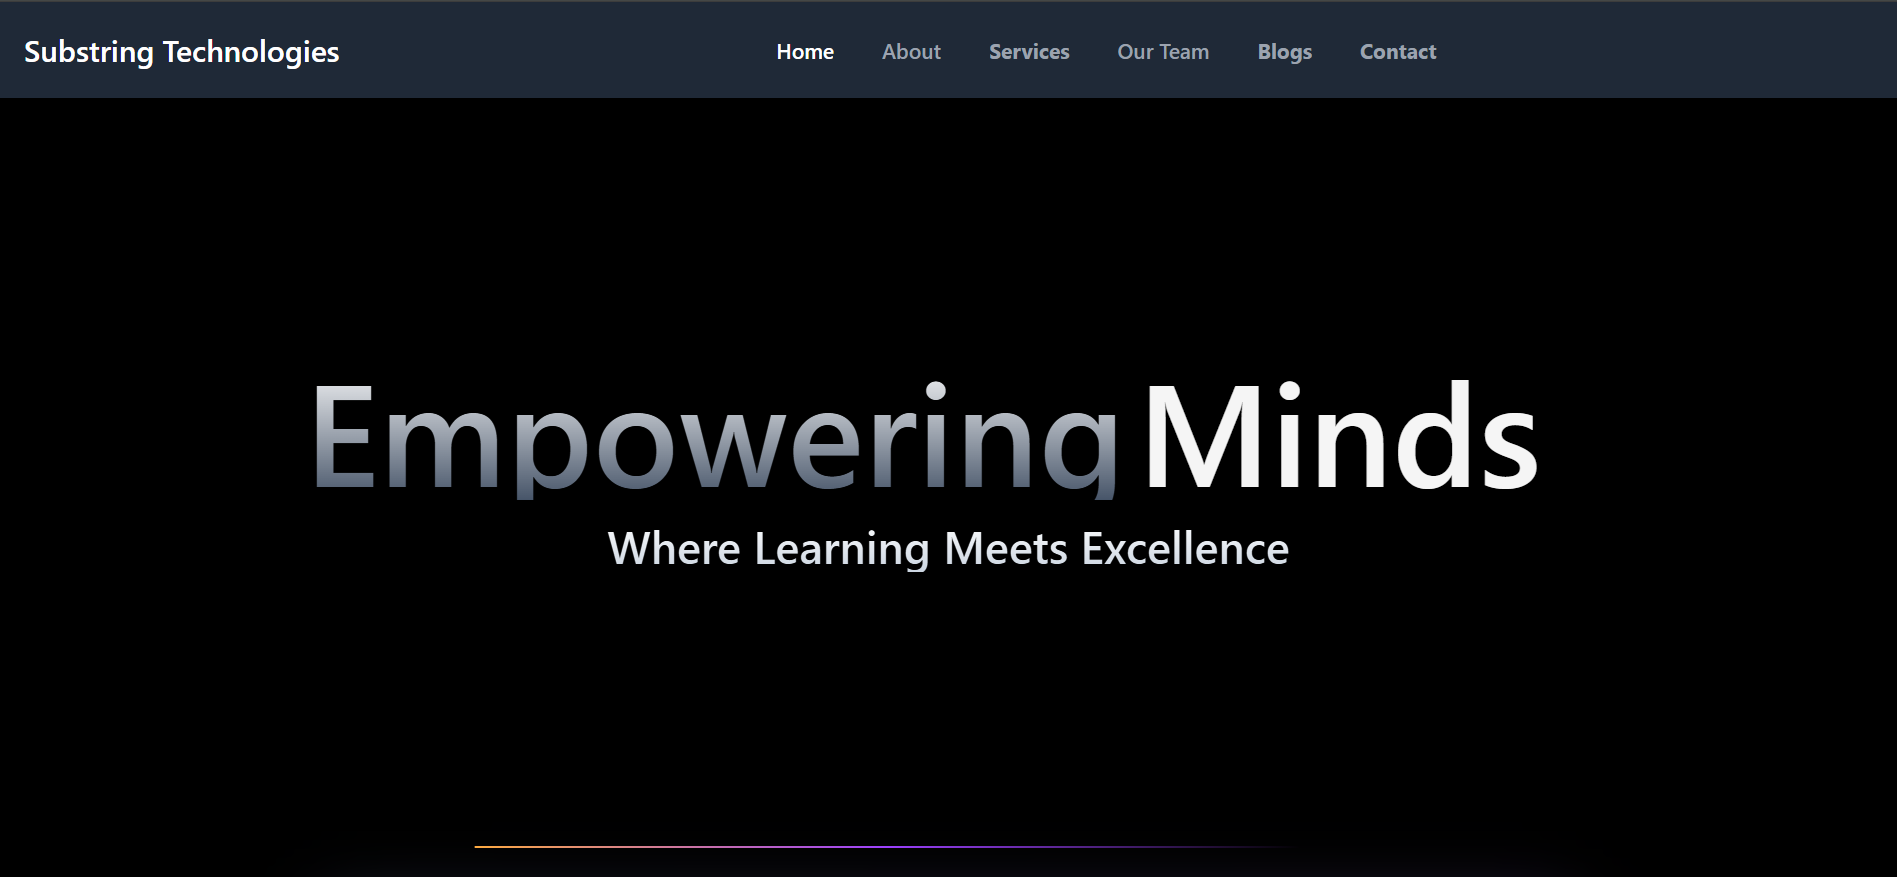 Substring Technologies Home About Services Our Team Blogs Contact
Empowering Minds
Where Learning Meets Excellence